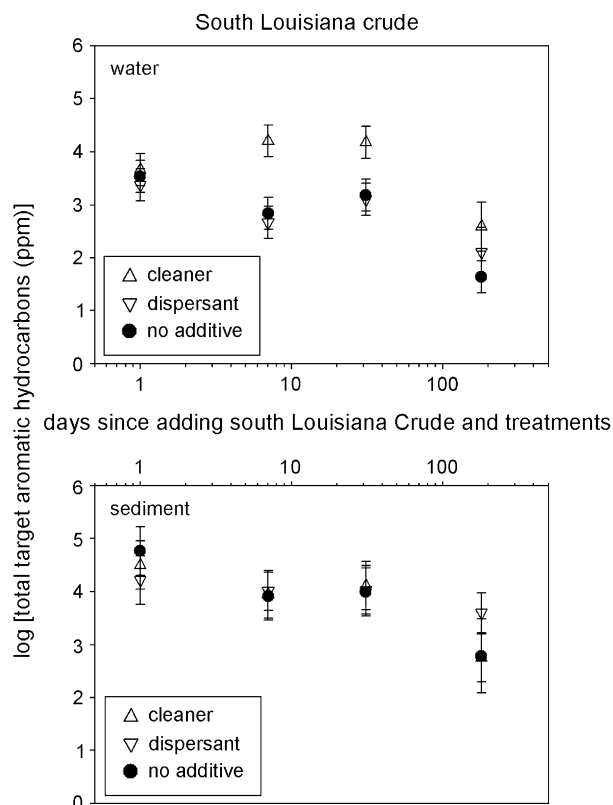 South Louisiana crude
log [total target aromatic hydrocarbons (ppm)]
6
water
5
4
3
2
1
0
cleaner
dispersant
no additive
1 10 100
days since adding south Louisiana Crude and treatments
1 10 100
6
sediment
5
4
3
2
1
0
cleaner
dispersant
no additive